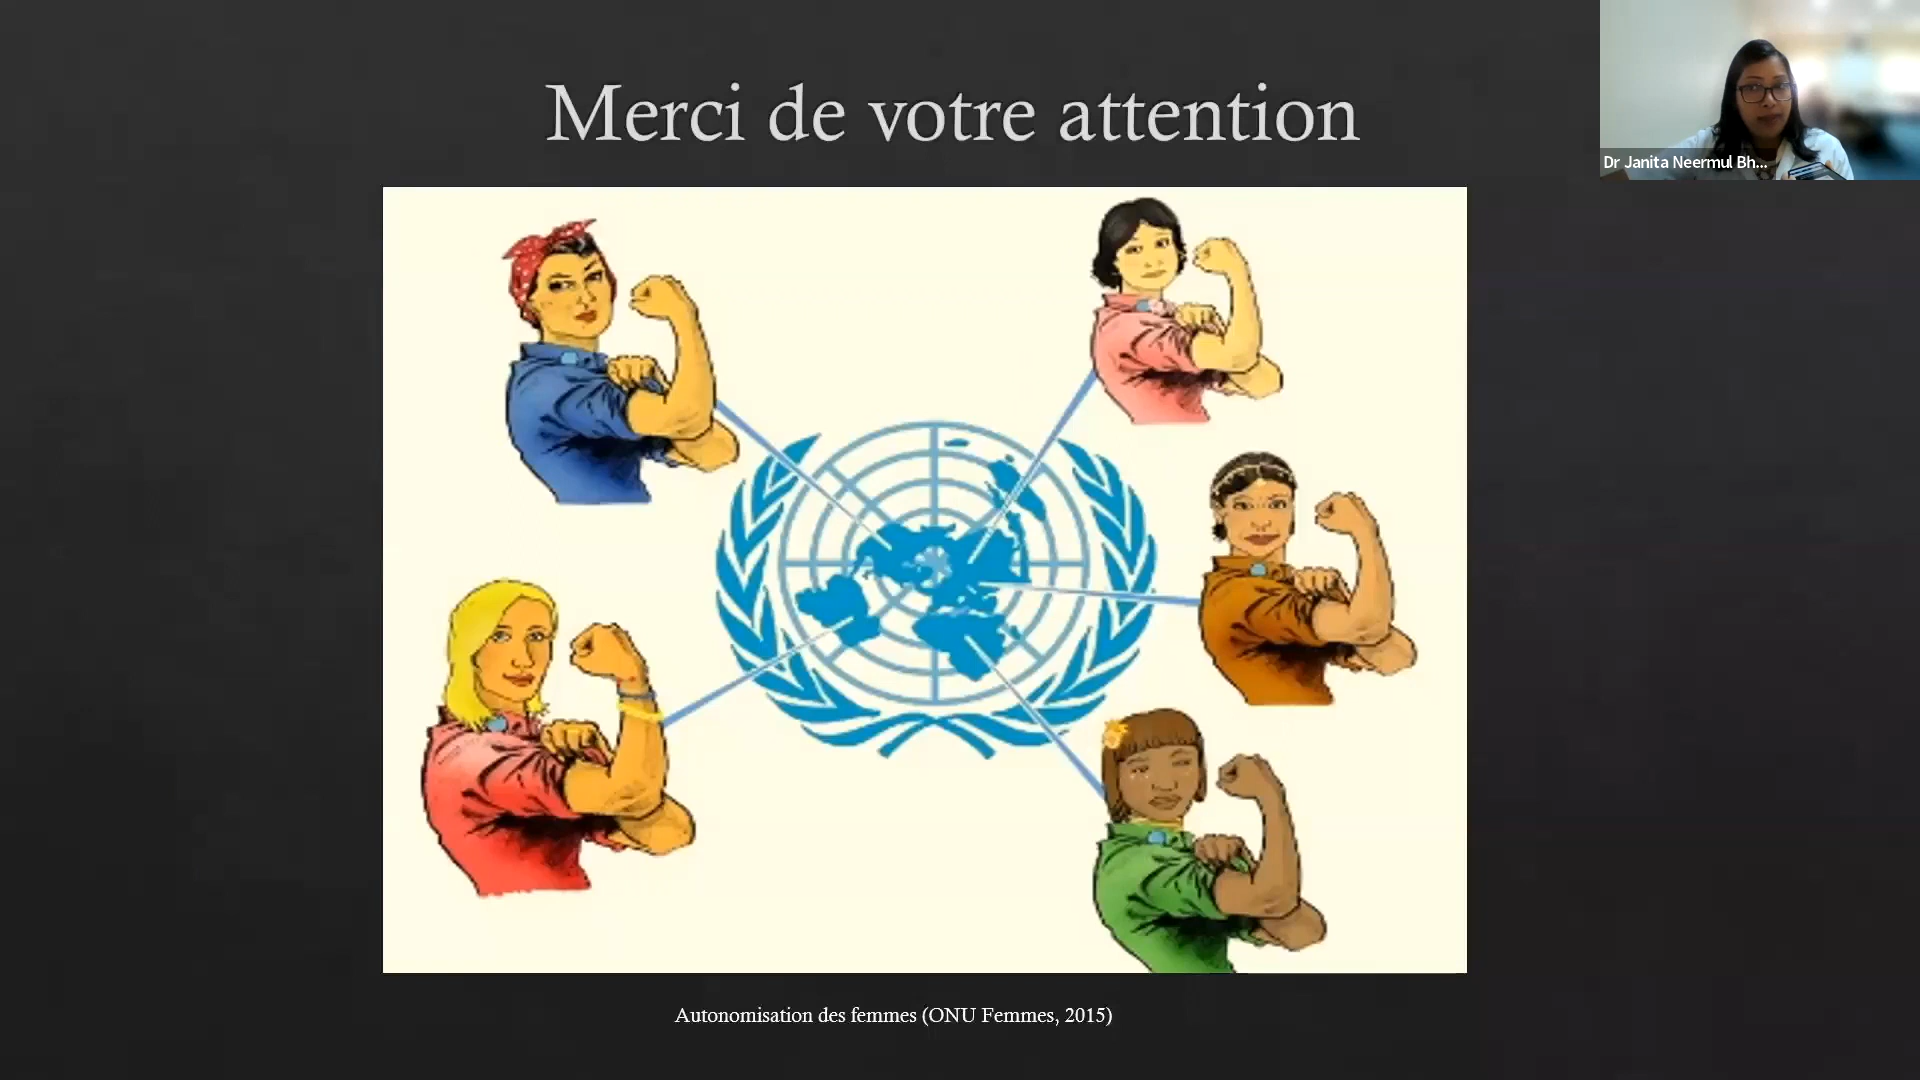 Merci de votre attention
Dr Janita Neermul Bh...
Autonomisation des femmes (ONU Femmes, 2015)